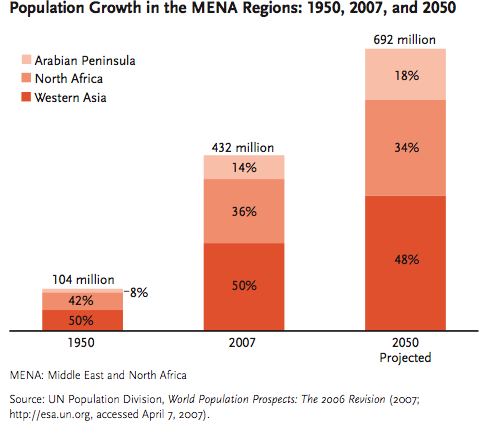 Population Growth in the MENA Regions: 1950, 2007, and 2050
692 million
Arabian Peninsula
North Africa
Western Asia
18%
34%
48%
432 million
14%
36%
50%
104 million
8%
42%
50%
1950
2007
2050
Projected
MENA: Middle East and North Africa
Source: UN Population Division, World Population Prospects: The 2006 Revision (2007;
http://esa.un.org, accessed April 7, 2007).